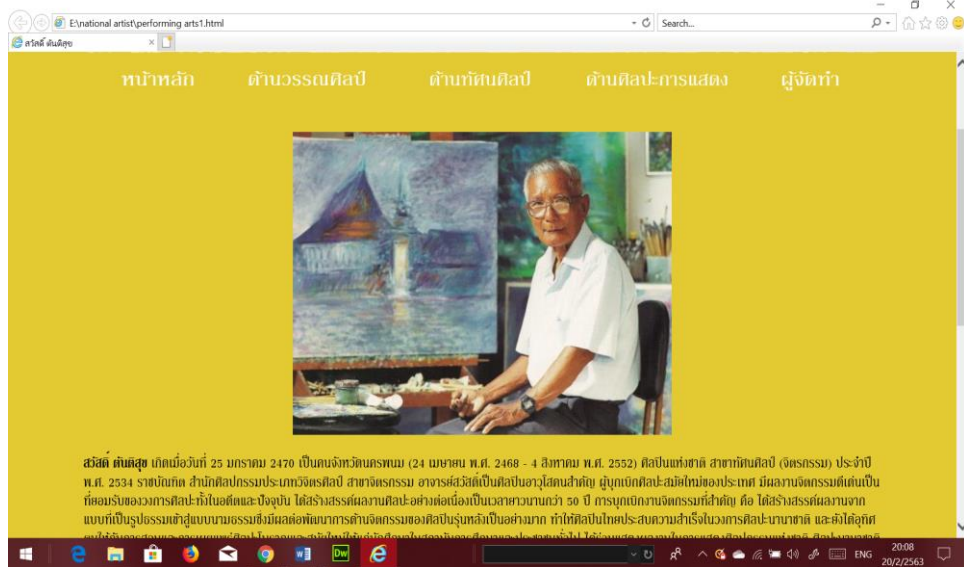 E:\national artist\performing arts1.html
Search...
สวัสดิ์ ตันติสุข
หน้าหลัก ด้านวรรณศิลป์ ด้านทัศนศิลป์ ด้านศิลปะการแสดง ผู้จัดทำ
สวัสดิ์ ตันติสุข เกิดเมื่อวันที่ 25 มกราคม 2470 เป็นคนจังหวัดนครพนม (24 เมษายน พ.ศ. 2468 - 4 สิงหาคม พ.ศ. 2552) ศิลปินแห่งชาติ สาขาทัศนศิลป์ (จิตรกรรม) ประจำปี
พ.ศ. 2534 ราชบัณฑิต สำนักศิลปกรรมประเภทวิจิตรศิลป์ สาขาจิตรกรรม อาจารย์สวัสดิ์เป็นศิลปินอาวุโสคนสำคัญ ผู้บุกเบิกศิลปะสมัยใหม่ของประเทศ มีผลงานจิตกรรมดีเด่นเป็น
ที่ยอมรับของวงการศิลปะทั้งในอดีตและปัจจุบัน ได้สร้างสรรค์ผลงานศิลปะอย่างต่อเนื่องเป็นเวลายาวนานกว่า 50 ปี การบุกเบิกงานจิตกรรมที่สำคัญ คือ ได้สร้างสรรค์ผลงานจาก
แบบที่เป็นรูปธรรมเข้าสู่แบบนามธรรมซึ่งมีผลต่อพัฒนาการด้านจิตกรรมของศิลปินรุ่นหลังเป็นอย่างมาก ทำให้ศิลปินไทยประสบความสำเร็จในวงการศิลปะนานาชาติ และยังได้อุทิศ
ENG
20:08
20/2/2563